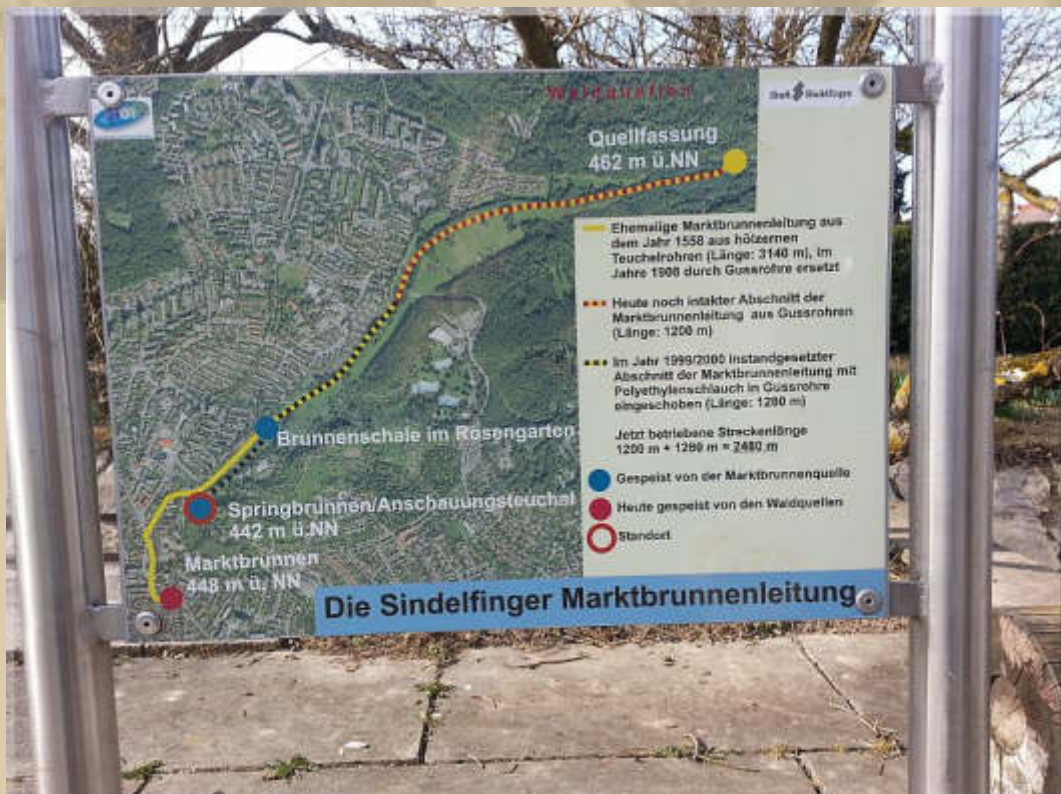 Waldquellen
Stadt Sindelfingen
Quellfassung
462 m ü.NN
Ehemalige Marktbrunnenleitung aus
dem Jahr 1558 aus hölzernen
Teuchelrohren (Länge: 3140 m), im
Jahre 1908 durch Gussrohre ersetzt
Heute noch intakter Abschnitt der
Marktbrunnenleitung aus Gussrohren
(Länge: 1200 m)
Im Jahr 1999/2000 instandgesetzter
Abschnitt der Marktbrunnenleitung mit
Polyethylenschlauch in Gussrohre
eingeschoben (Länge: 1280 m)
Jetzt betriebene Streckenlänge
1200 m + 1280 m = 2480 m
Gespeist von der Marktbrunnenquelle
Heute gespeist von den Waldquellen
Standort
Brunnenschale im Rosengarten
Springbrunnen/Anschauungsteuchel
442 m ü.NN
Marktbrunnen
448 m ü. NN
Die Sindelfinger Marktbrunnenleitung